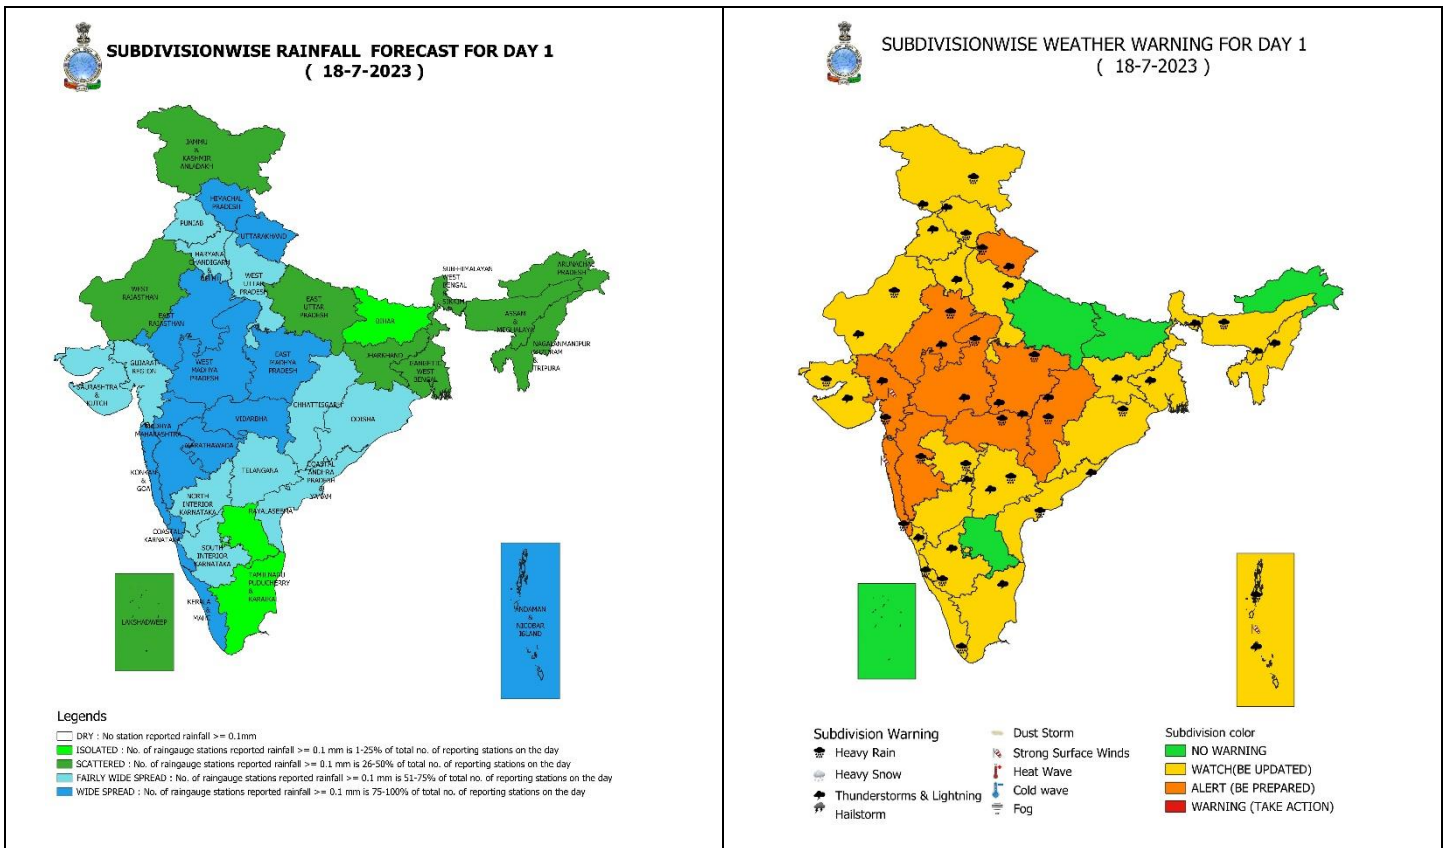 SUBDIVISIONWISE RAINFALL FORECAST FOR DAY 1
( 18-7-2023 )
JAMMU
&
KASHMIR
ANLADAKH
HIMACHAL
PRADESH
PUNJAB
UTTARAKHAND
HARYANA
CHANDIGARH
&
DELHI
WEST
UTTAR
PRADESH
WEST
RAJASTHAN
EAST
RAJASTHAN
EAST
UTTAR
PRADESH
BIHAR
SUB-HIMALAYAN
WEST
BENGAL
&
SIKKIM
ARUNACHAL
PRADESH
ASSAM
&
MEGHALAYA
NAGALANMANIPUR
MIZORAM
&
TRIPURA
JHARKHAND
GANGETIC
WEST
BENGAL
GUJARAT
REGION
SAURASHTRA
&
KUTCH
WEST
MADHYA
PRADESH
EAST
MADHYA
PRADESH
CHHATTISGARH
ODISHA
VIDARBHA
MADHYA
MAHARASHTRA
MARATHAWADA
KONKAN
&
GOA
TELANGANA
COASTAL
ANDHRA
PRADESH
&
YANAM
NORTH
INTERIOR
KARNATAKA
RAYALASEEMA
COASTAL
KARNATAKA
SOUTH
INTERIOR
KARNATAKA
TAMILNADU
PUDUCHERRY
&
KARAIKAL
KERALA
&
MAHE
LAKSHADWEEP
ANDAMAN
&
NICOBAR
ISLAND
Legends
DRY : No station reported rainfall >= 0.1mm
ISOLATED : No. of raingauge stations reported rainfall >= 0.1 mm is 1-25% of total no. of reporting stations on the day
SCATTERED : No. of raingauge stations reported rainfall >= 0.1 mm is 26-50% of total no. of reporting stations on the day
FAIRLY WIDE SPREAD : No. of raingauge stations reported rainfall >= 0.1 mm is 51-75% of total no. of reporting stations on the day
WIDE SPREAD : No. of raingauge stations reported rainfall >= 0.1 mm is 75-100% of total no. of reporting stations on the day
SUBDIVISIONWISE WEATHER WARNING FOR DAY 1
( 18-7-2023 )
Subdivision Warning
Heavy Rain
Heavy Snow
Thunderstorms & Lightning
Hailstorm
Dust Storm
Strong Surface Winds
Heat Wave
Cold wave
Fog
Subdivision color
NO WARNING
WATCH(BE UPDATED)
ALERT (BE PREPARED)
WARNING (TAKE ACTION)